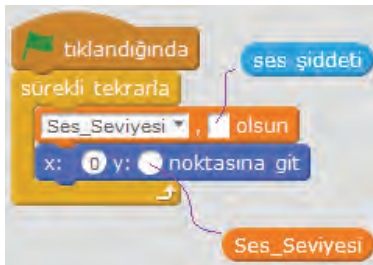 tıklandığında
ses şiddeti
sürekli tekrarla
Ses_Seviyesi , olsun
x: 0 y: noktasına git
Ses_Seviyesi